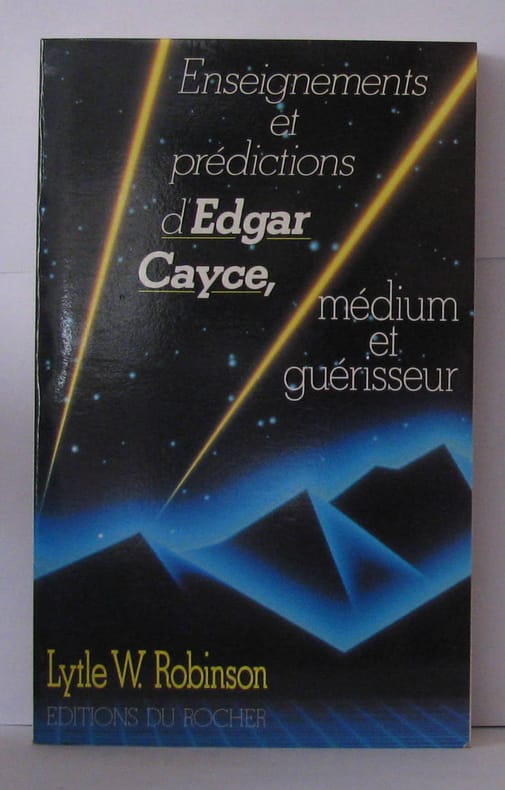 Enseignements
et
prédictions
d'Edgar
Cayce,
médium
et
guérisseur
Lytle W. Robinson
EDITIONS DU ROCHER